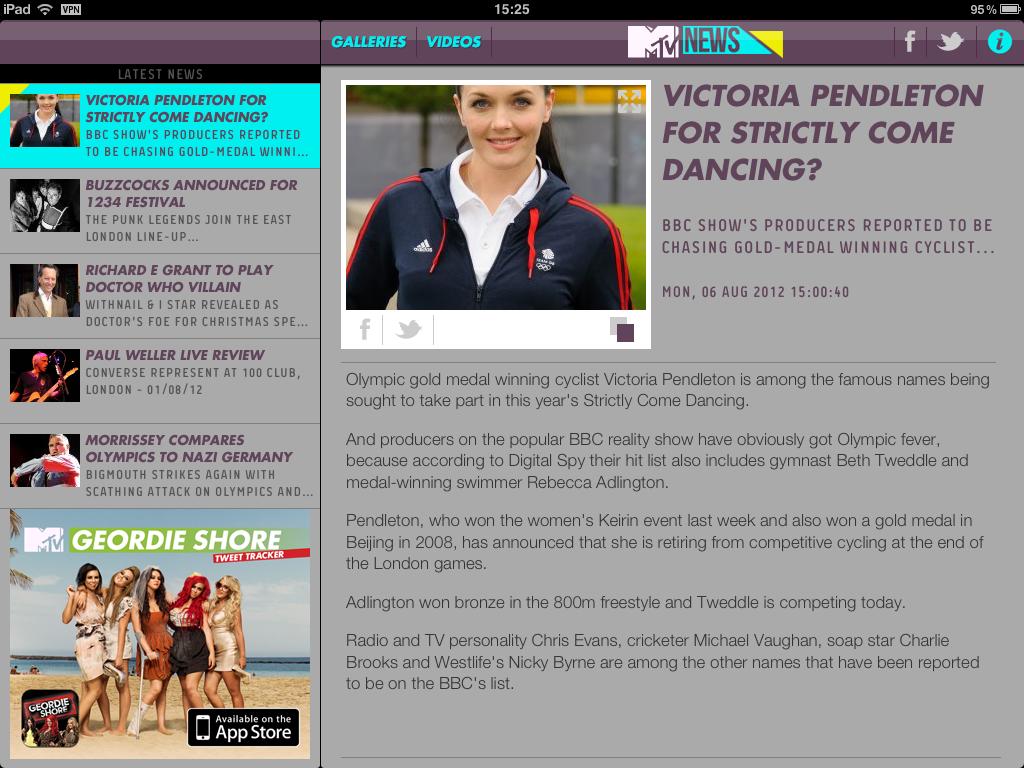 iPad VPN 15:25 95%
GALLERIES VIDEOS MTV NEWS f i
LATEST NEWS
VICTORIA PENDLETON FOR
STRICTLY COME DANCING?
BBC SHOW'S PRODUCERS REPORTED
TO BE CHASING GOLD-MEDAL WINNI...
BUZZCOCKS ANNOUNCED FOR
1234 FESTIVAL
THE PUNK LEGENDS JOIN THE EAST
LONDON LINE-UP...
RICHARD E GRANT TO PLAY
DOCTOR WHO VILLAIN
WITHNAIL & I STAR REVEALED AS
DOCTOR'S FOE FOR CHRISTMAS SPE...
PAUL WELLER LIVE REVIEW
CONVERSE REPRESENT AT 100 CLUB,
LONDON - 01/08/12
MORRISSEY COMPARES
OLYMPICS TO NAZI GERMANY
BIGMOUTH STRIKES AGAIN WITH
SCATHING ATTACK ON OLYMPICS AND...
MTV GEORDIE SHORE
TWEET TRACKER
GEORDIE
SHORE
Available on the
App Store
adidas
TEAM GB
f
VICTORIA PENDLETON
FOR STRICTLY COME
DANCING?
BBC SHOW'S PRODUCERS REPORTED TO BE
CHASING GOLD-MEDAL WINNING CYCLIST...
MON, 06 AUG 2012 15:00:40
Olympic gold medal winning cyclist Victoria Pendleton is among the famous names being
sought to take part in this year's Strictly Come Dancing.
And producers on the popular BBC reality show have obviously got Olympic fever,
because according to Digital Spy their hit list also includes gymnast Beth Tweddle and
medal-winning swimmer Rebecca Adlington.
Pendleton, who won the women's Keirin event last week and also won a gold medal in
Beijing in 2008, has announced that she is retiring from competitive cycling at the end of
the London games.
Adlington won bronze in the 800m freestyle and Tweddle is competing today.
Radio and TV personality Chris Evans, cricketer Michael Vaughan, soap star Charlie
Brooks and Westlife's Nicky Byrne are among the other names that have been reported
to be on the BBC's list.